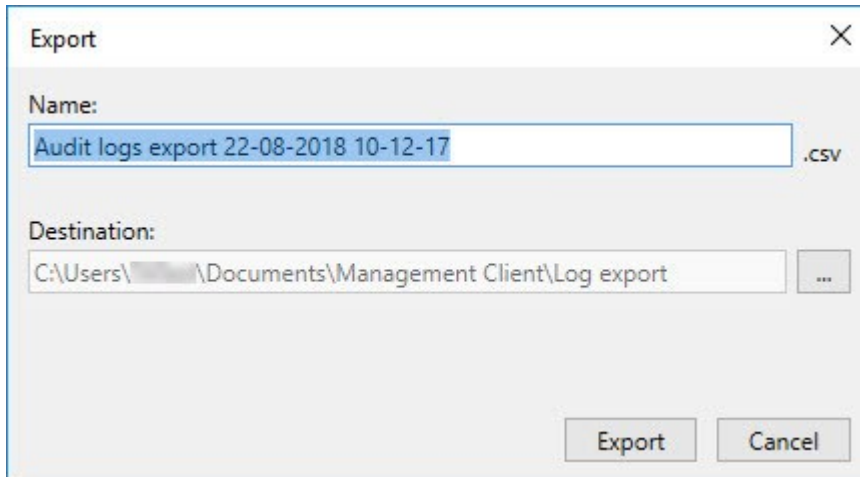 Export
Name:
Audit logs export 22-08-2018 10-12-17
.csv
Destination:
C:\Users\ \Documents\Management Client\Log export
...
Export
Cancel